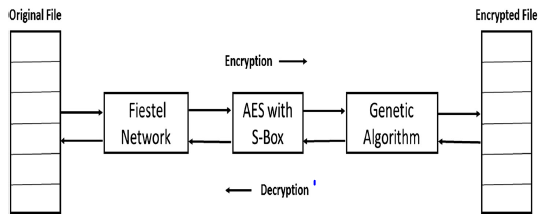 Original File
Encrypted File
Encryption
Fiestel
Network
AES with
S-Box
Genetic
Algorithm
Decryption